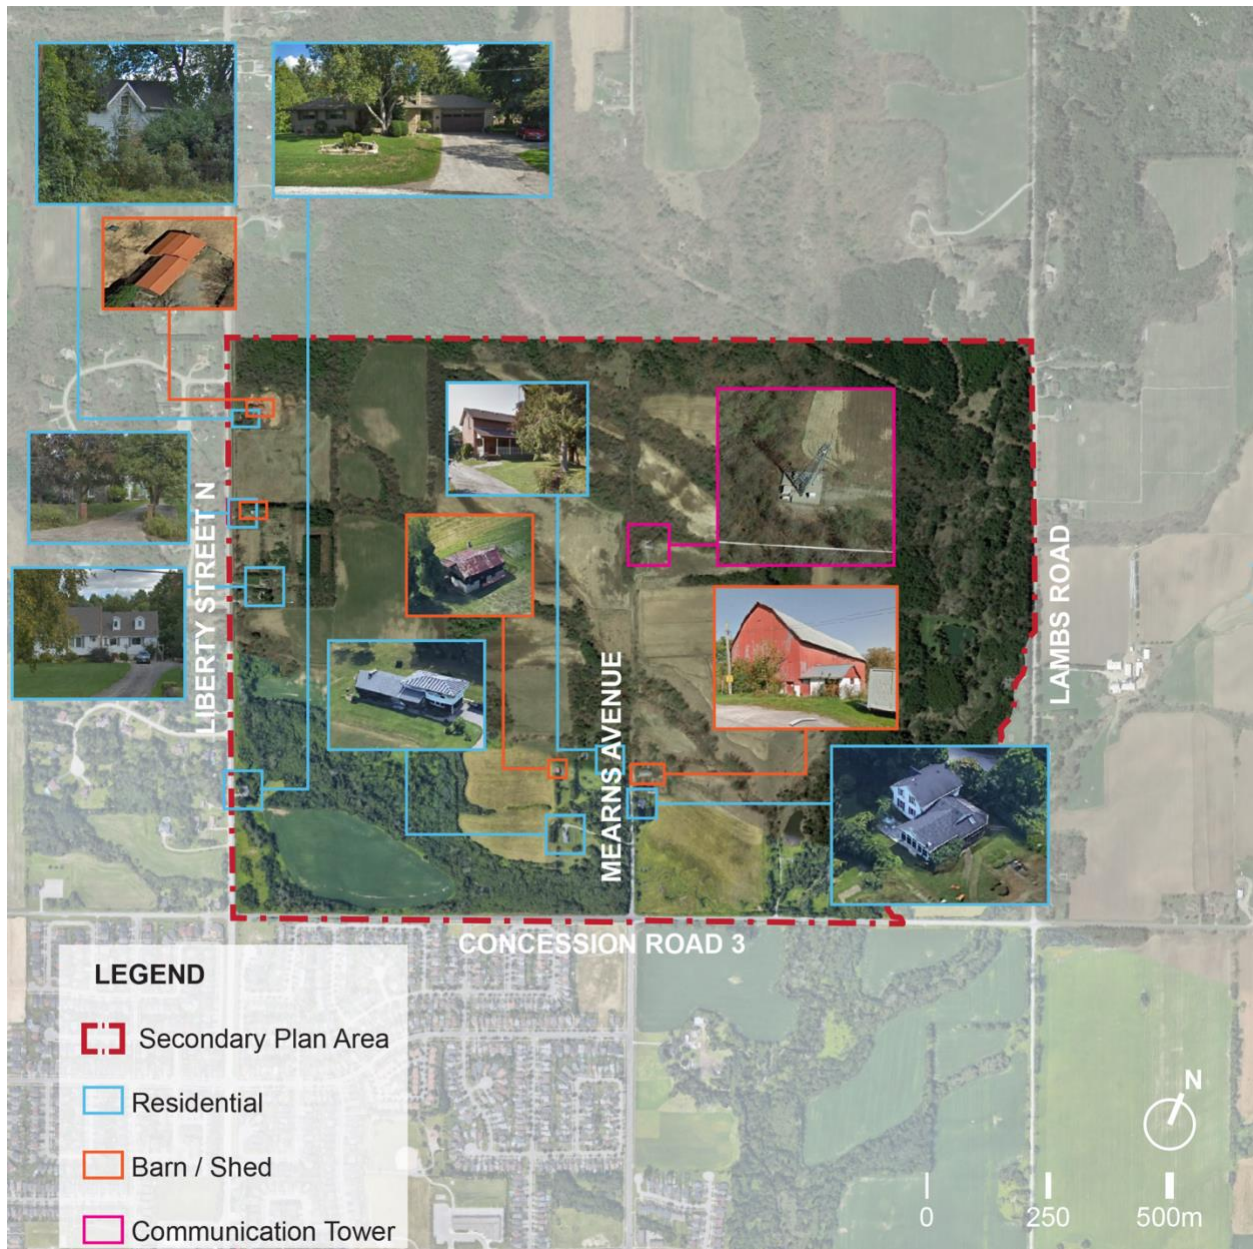 LIBERTY STREET N
MEARNS AVENUE
LAMBS ROAD
CONCESSION ROAD 3
LEGEND
Secondary Plan Area
Residential
Barn / Shed
Communication Tower
N
0 250 500m